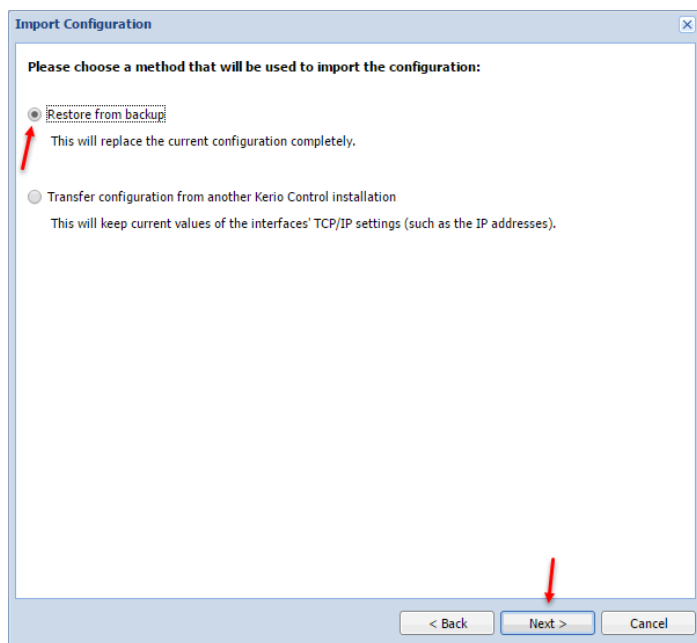 Import Configuration
Please choose a method that will be used to import the configuration:
Restore from backup
This will replace the current configuration completely.
Transfer configuration from another Kerio Control installation
This will keep current values of the interfaces' TCP/IP settings (such as the IP addresses).
< Back Next > Cancel